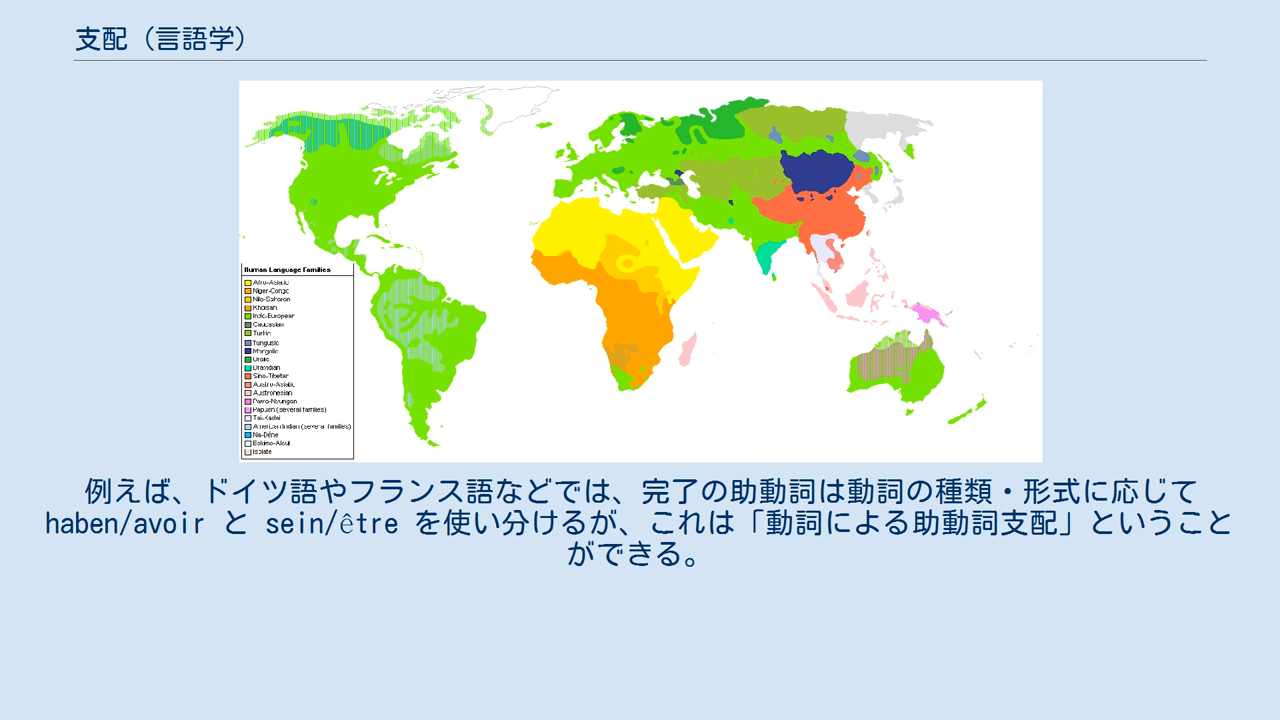 支配（言語学）
Human Language Families
Afro-Asiatic
Niger-Congo
Nilo-Saharan
Khoisan
Indo-European
Caucasian
Turkic
Tungusic
Mongolic
Uralic
Dravidian
Sino-Tibetan
Austro-Asiatic
Austronesian
Pama-Nyungan
Papuan (several families)
Tai-Kadai
American Indian (several families)
Na-Dene
Eskimo-Aleut
Isolate
例えば、ドイツ語やフランス語などでは、完了の助動詞は動詞の種類・形式に応じて
haben/avoir と sein/être を使い分けるが、これは「動詞による助動詞支配」ということ
ができる。